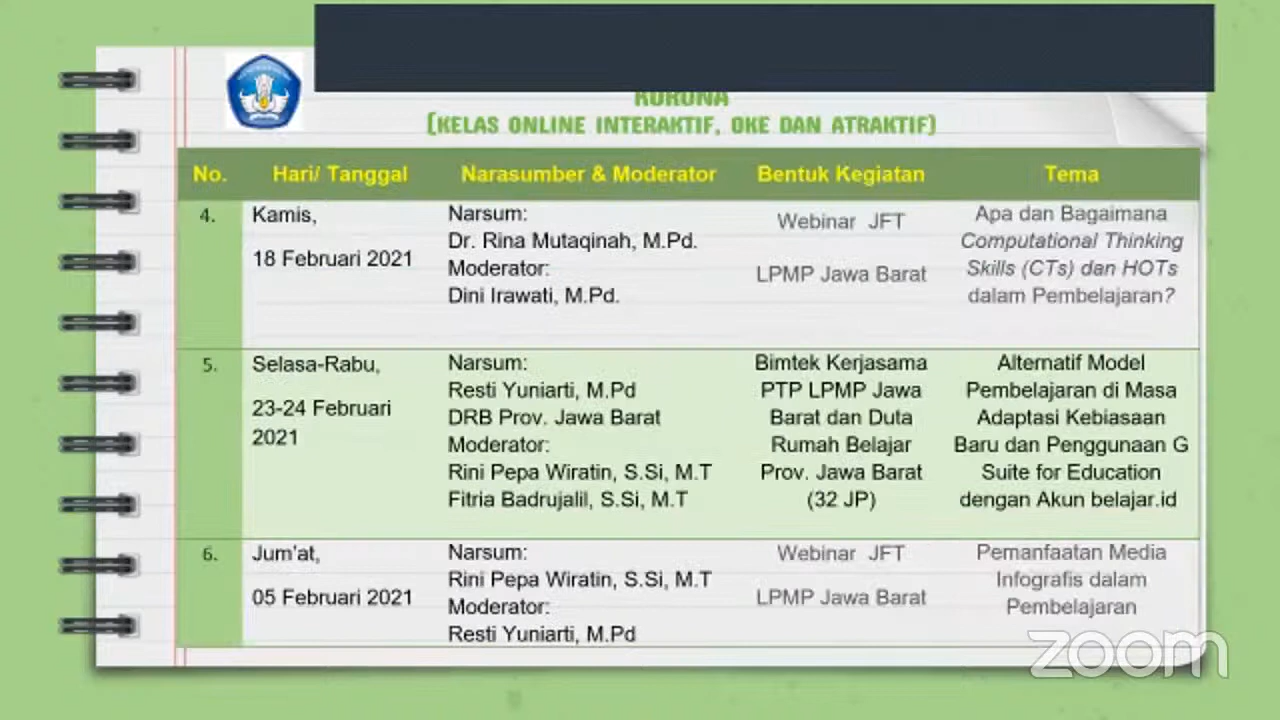 KORONA
(KELAS ONLINE INTERAKTIF, OKE DAN ATRAKTIF)
No. Hari/ Tanggal Narasumber & Moderator Bentuk Kegiatan Tema
4.
Kamis,
18 Februari 2021
Narsum:
Dr. Rina Mutaqinah, M.Pd.
Moderator:
Dini Irawati, M.Pd.
Webinar JFT
LPMP Jawa Barat
Apa dan Bagaimana
Computational Thinking
Skills (CTs) dan HOTs
dalam Pembelajaran?
5.
Selasa-Rabu,
23-24 Februari
2021
Narsum:
Resti Yuniarti, M.Pd
DRB Prov. Jawa Barat
Moderator:
Rini Pepa Wiratin, S.Si, M.T
Fitria Badrujalil, S.Si, M.T
Bimtek Kerjasama
PTP LPMP Jawa
Barat dan Duta
Rumah Belajar
Prov. Jawa Barat
(32 JP)
Alternatif Model
Pembelajaran di Masa
Adaptasi Kebiasaan
Baru dan Penggunaan G
Suite for Education
dengan Akun belajar.id
6.
Jum'at,
05 Februari 2021
Narsum:
Rini Pepa Wiratin, S.Si, M.T
Moderator:
Resti Yuniarti, M.Pd
Webinar JFT
LPMP Jawa Barat
Pemanfaatan Media
Infografis dalam
Pembelajaran
zoom